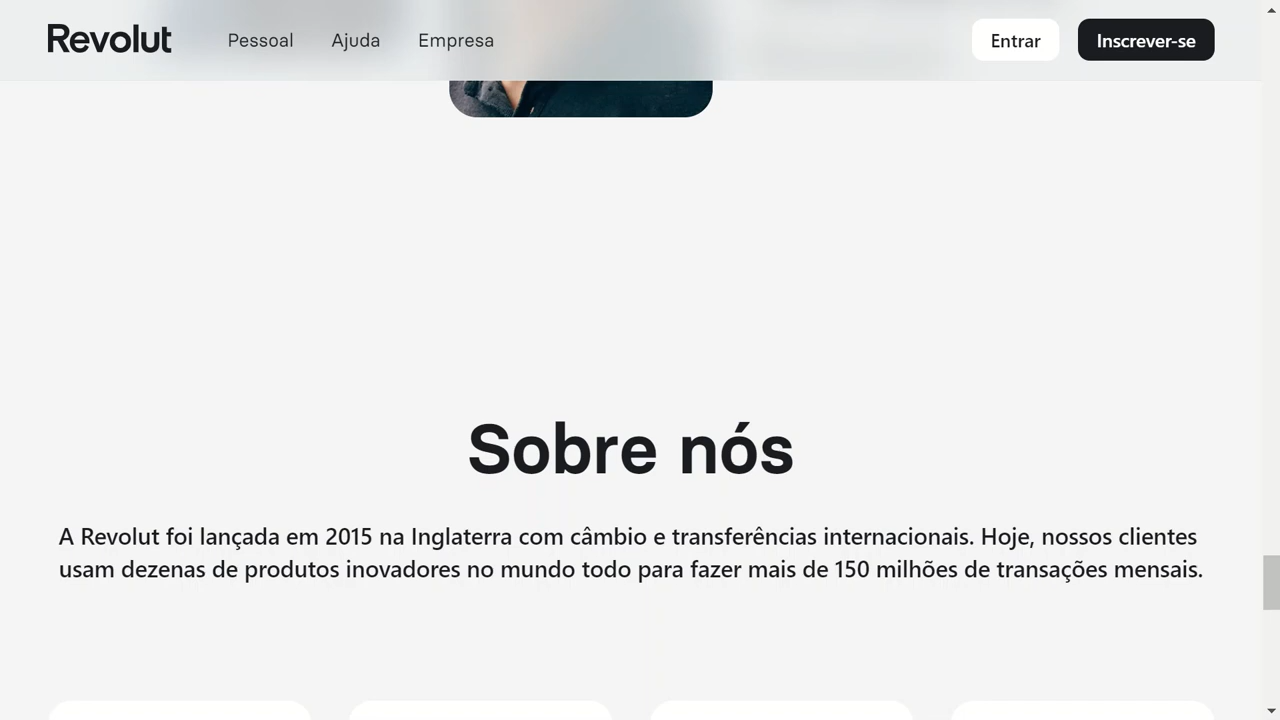 Revolut
Pessoal
Ajuda
Empresa
Entrar
Inscrever-se
Sobre nós
A Revolut foi lançada em 2015 na Inglaterra com câmbio e transferências internacionais. Hoje, nossos clientes
usam dezenas de produtos inovadores no mundo todo para fazer mais de 150 milhões de transações mensais.